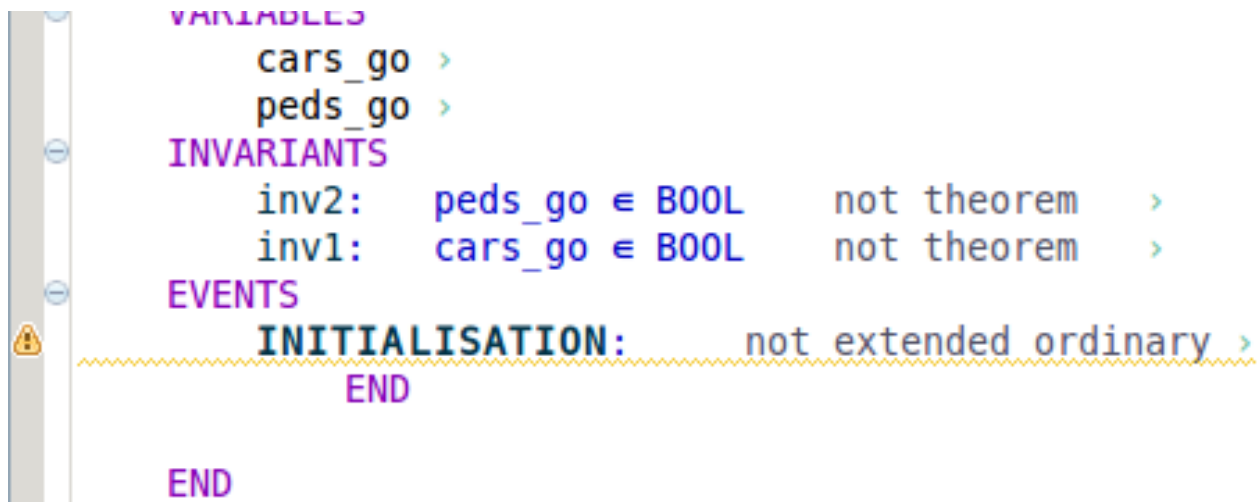 VARIABLES
cars_go ›
peds_go ›
INVARIANTS
inv2: peds_go ∈ BOOL not theorem ›
inv1: cars_go ∈ BOOL not theorem ›
EVENTS
INITIALISATION: not extended ordinary ›
END
END